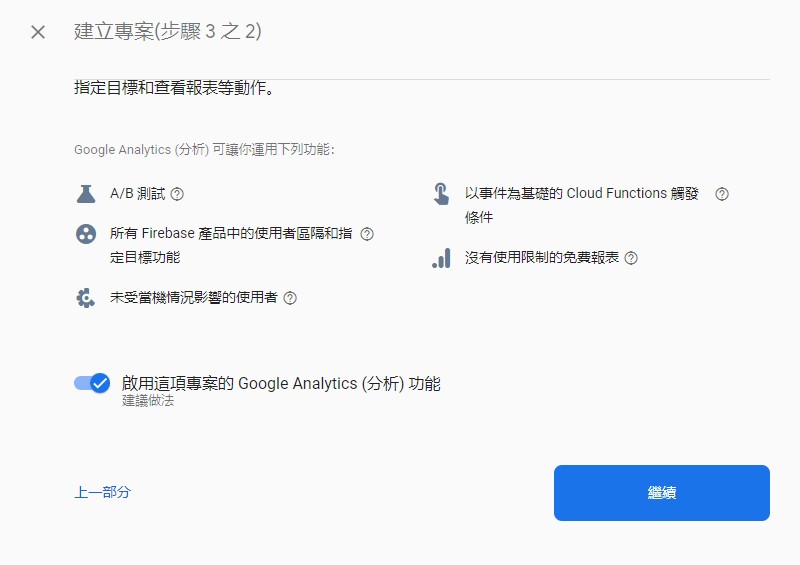 建立專案(步驟 3 之 2)
指定目標和查看報表等動作。
Google Analytics (分析) 可讓你運用下列功能:
A/B 測試
所有 Firebase 產品中的使用者區隔和指
定目標功能
未受當機情況影響的使用者
以事件為基礎的 Cloud Functions 觸發
條件
沒有使用限制的免費報表
啟用這項專案的 Google Analytics (分析) 功能
建議做法
上一部分
繼續